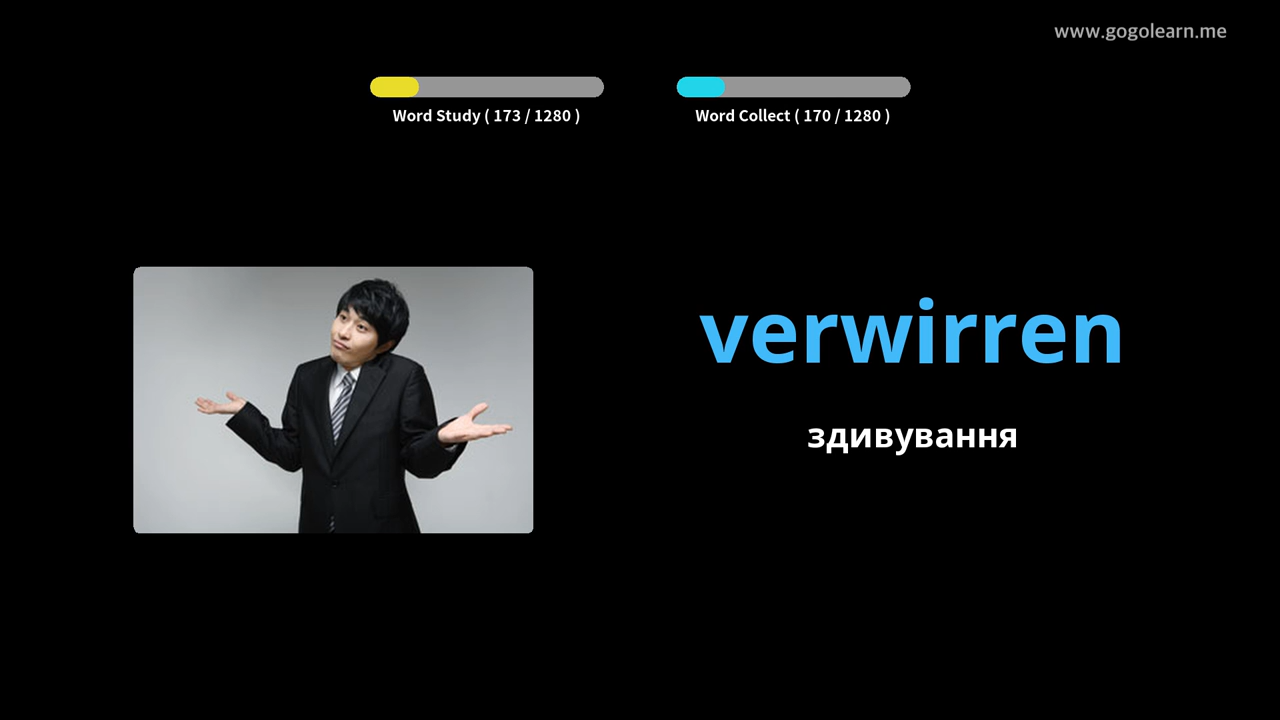 www.gogolearn.me
Word Study ( 173 / 1280 )
Word Collect ( 170 / 1280 )
verwirren
здивування